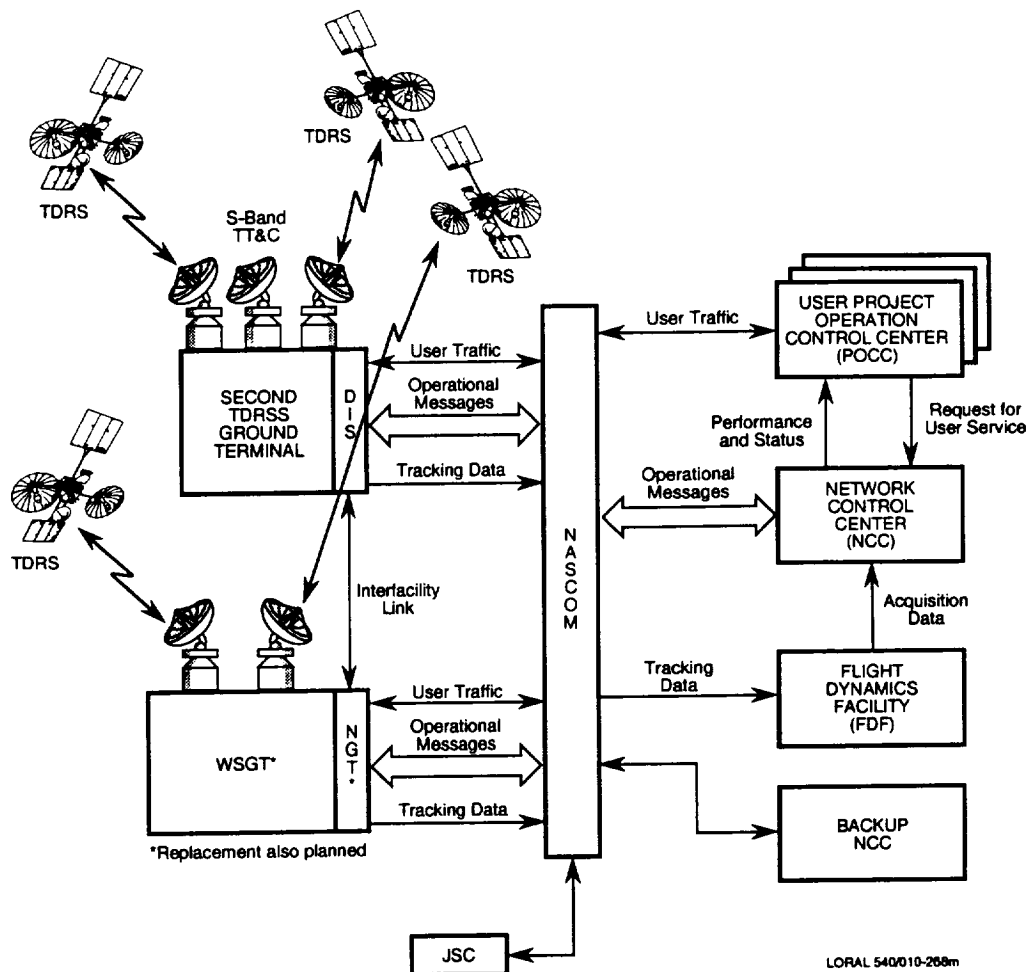 TDRS
TDRS
TDRS
TDRS
S-Band
TT&C
SECOND
TDRSS
GROUND
TERMINAL
D
I
S
User Traffic
Operational
Messages
Tracking Data
Interfacility
Link
WSGT*
N
G
T
*
User Traffic
Operational
Messages
Tracking Data
*Replacement also planned
N
A
S
C
O
M
JSC
User Traffic
USER PROJECT
OPERATION
CONTROL CENTER
(POCC)
Performance
and Status
Request for
User Service
Operational
Messages
NETWORK
CONTROL
CENTER
(NCC)
Acquisition
Data
Tracking
Data
FLIGHT
DYNAMICS
FACILITY
(FDF)
BACKUP
NCC
LORAL 540/010-268m